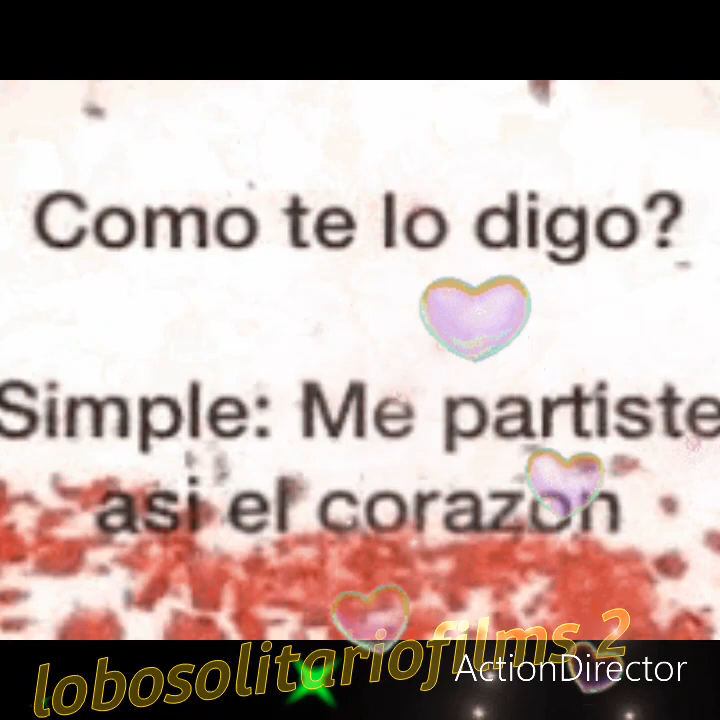 Como te lo digo?
Simple: Me partiste
asi el corazon
lobosolitariofilms 2
ActionDirector